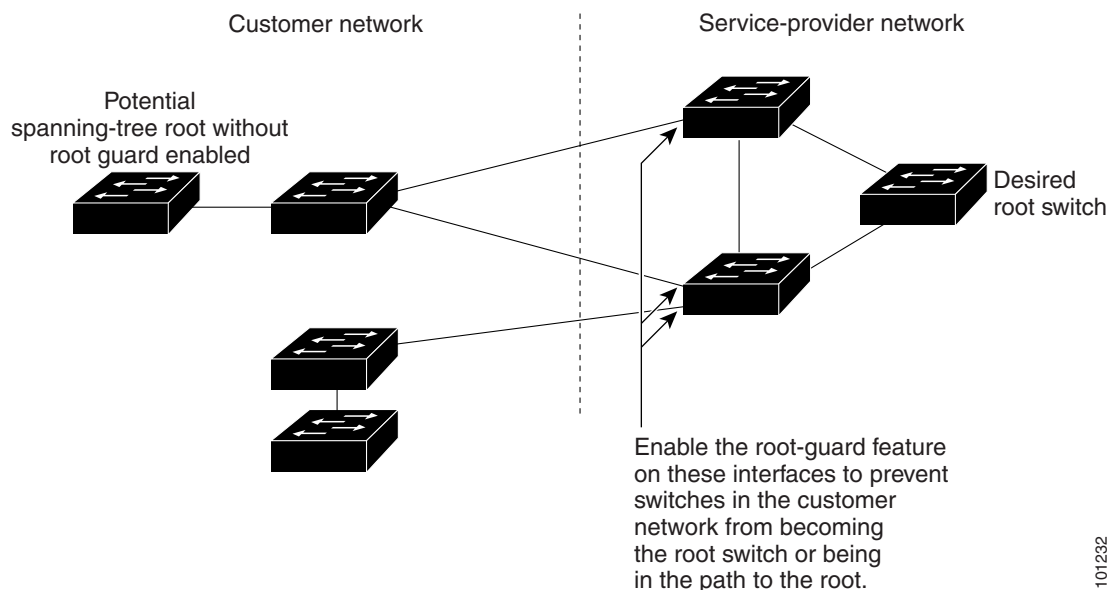 Customer network
Service-provider network
Potential
spanning-tree root without
root guard enabled
Desired
root switch
Enable the root-guard feature
on these interfaces to prevent
switches in the customer
network from becoming
the root switch or being
in the path to the root.
101232